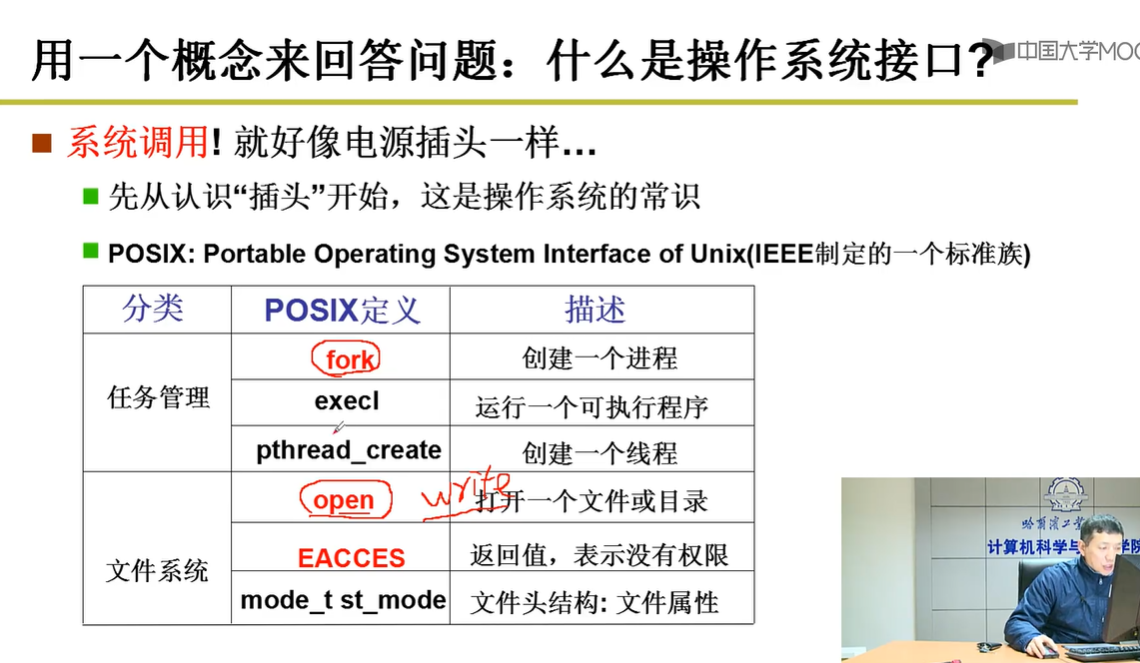 用一个概念来回答问题：什么是操作系统接口?
中国大学MOO
系统调用! 就好像电源插头一样...
先从认识“插头”开始，这是操作系统的常识
POSIX: Portable Operating System Interface of Unix(IEEE制定的一个标准族)
分类 POSIX定义 描述
任务管理 fork 创建一个进程
execl 运行一个可执行程序
pthread_create 创建一个线程
文件系统 open write 打开一个文件或目录
EACCES 返回值，表示没有权限
mode_t st_mode 文件头结构: 文件属性
哈尔滨工业
计算机科学与 学院